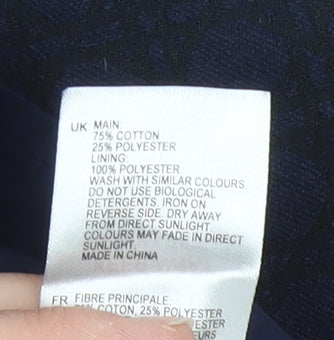 UK MAIN:
75% COTTON
25% POLYESTER
LINING:
100% POLYESTER
WASH WITH SIMILAR COLOURS.
DO NOT USE BIOLOGICAL
DETERGENTS. IRON ON
REVERSE SIDE. DRY AWAY
FROM DIRECT SUNLIGHT.
COLOURS MAY FADE IN DIRECT
SUNLIGHT.
MADE IN CHINA
FR FIBRE PRINCIPALE:
COTON, 25% POLYESTER